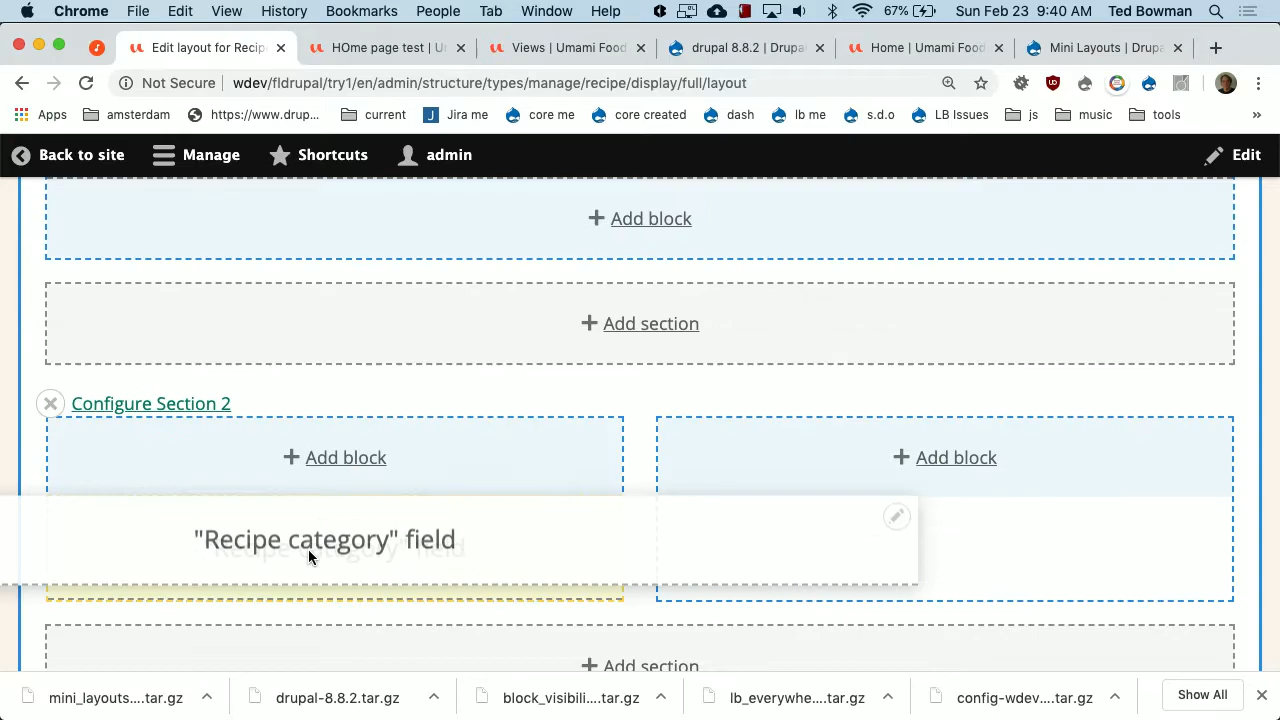 Chrome File Edit View History Bookmarks People Tab Window Help 67% Sun Feb 23 9:40 AM Ted Bowman
Edit layout for Recip HOme page test | U Views | Umami Food drupal 8.8.2 | Drupa Home | Umami Food Mini Layouts | Drupa
Not Secure wdev/fldrupal/try1/en/admin/structure/types/manage/recipe/display/full/layout
Apps amsterdam https://www.drup... current Jira me core me core created dash lb me s.d.o LB Issues js music tools »
Back to site Manage Shortcuts admin Edit
Add block
Add section
Configure Section 2
Add block Add block
"Recipe category" field
Add section
mini_layouts....tar.gz drupal-8.8.2.tar.gz block_visibili....tar.gz lb_everywhe....tar.gz config-wdev....tar.gz Show All